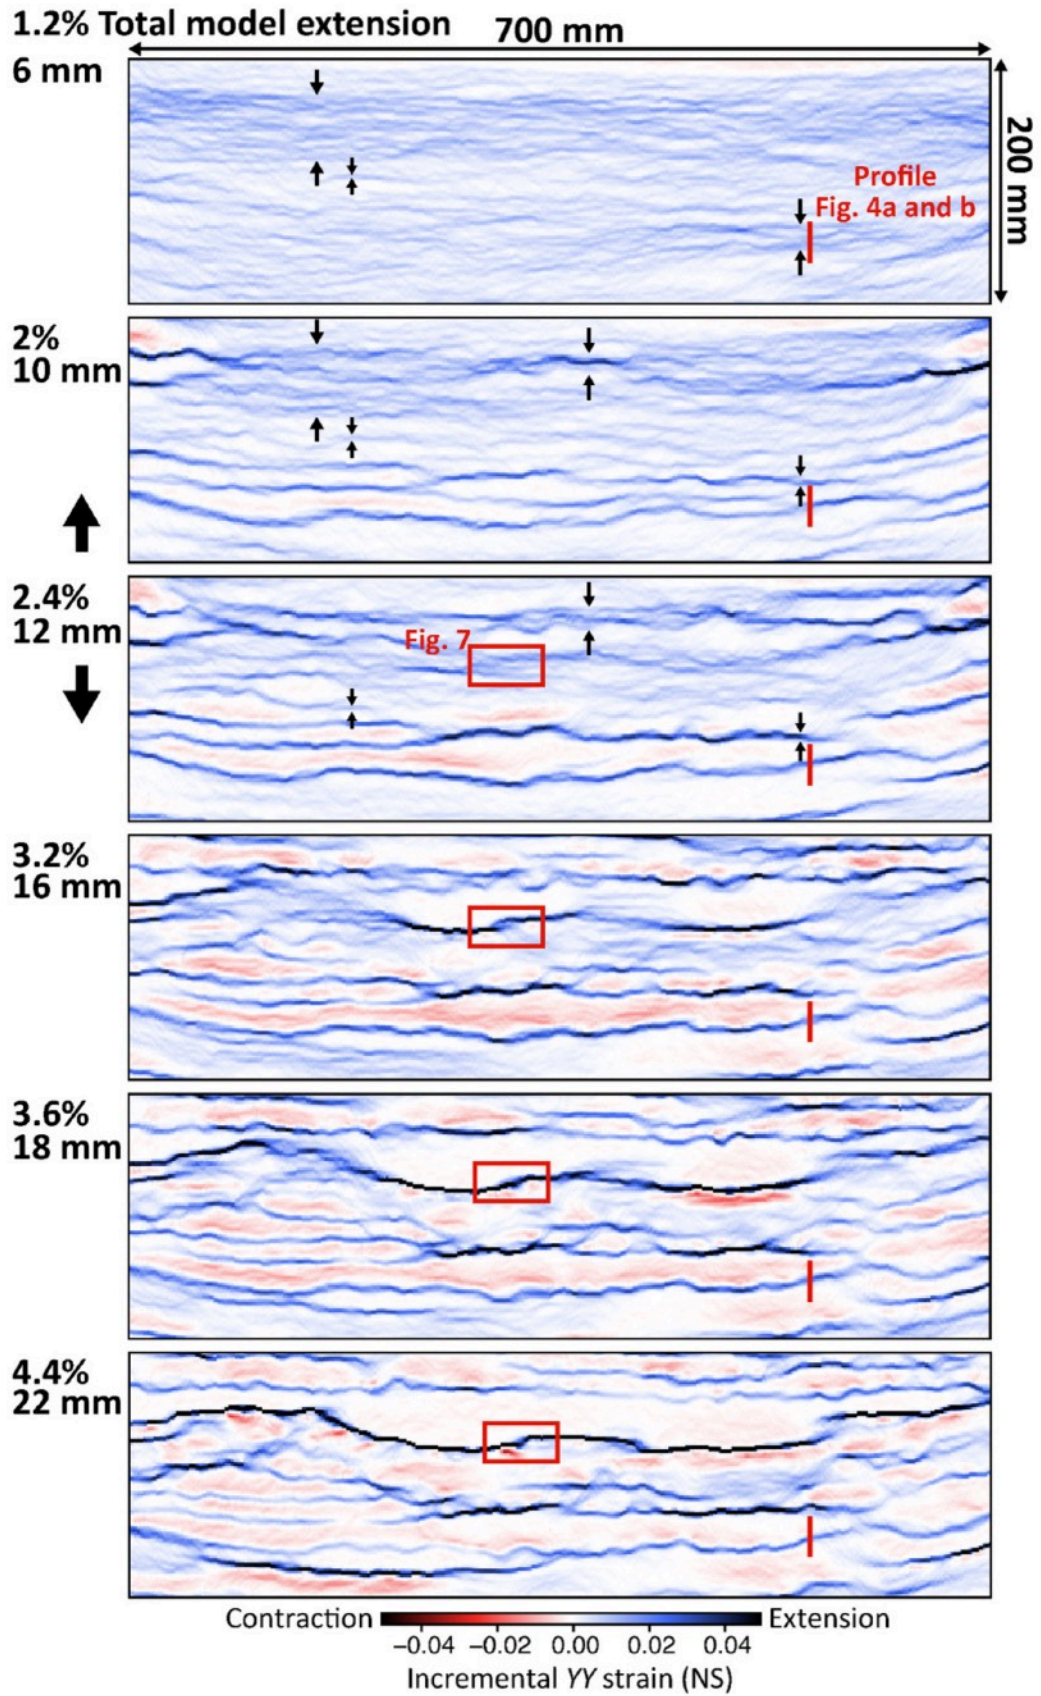 1.2% Total model extension
700 mm
6 mm
200 mm
Profile
Fig. 4a and b
2%
10 mm
2.4%
12 mm
Fig. 7
3.2%
16 mm
3.6%
18 mm
4.4%
22 mm
Contraction
Extension
−0.04 −0.02 0.00 0.02 0.04
Incremental YY strain (NS)